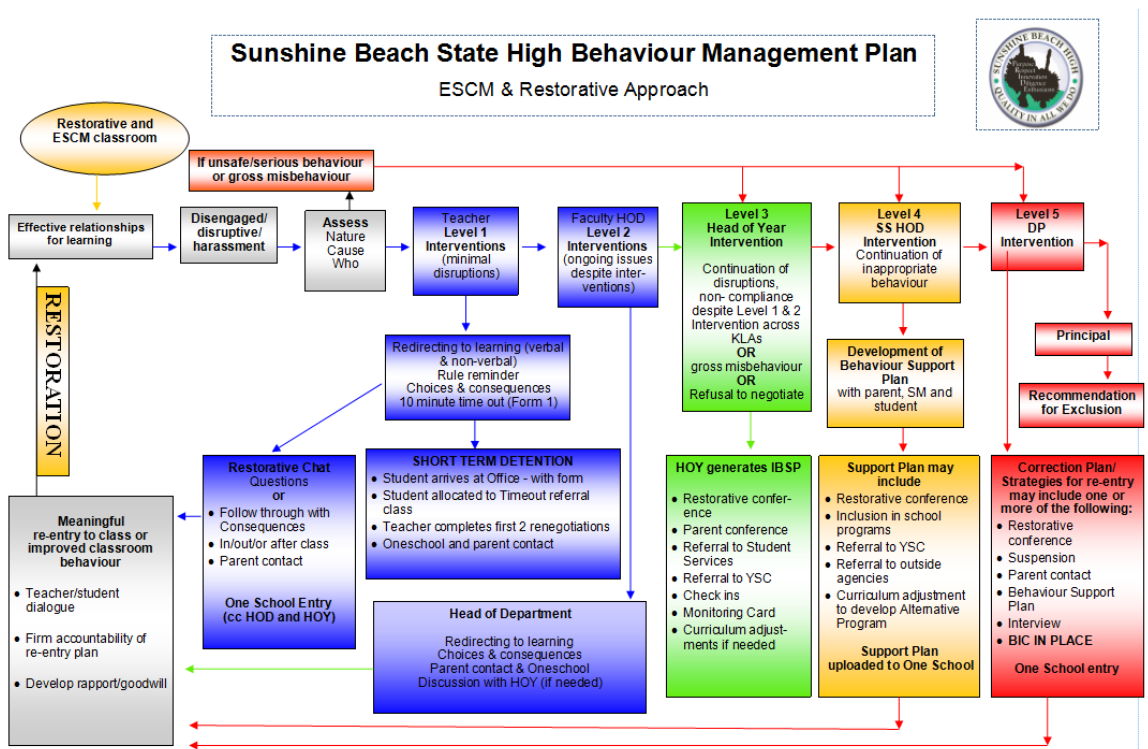 Sunshine Beach State High Behaviour Management Plan
ESCM & Restorative Approach
SUNSHINE BEACH HIGH
Purpose
Respect
Innovation
Diligence
Enthusiasm
QUALITY IN ALL WE DO
Restorative and
ESCM classroom
If unsafe/serious behaviour
or gross misbehaviour
Effective relationships
for learning
Disengaged/
disruptive/
harassment
Assess
Nature
Cause
Who
Teacher
Level 1
Interventions
(minimal
disruptions)
Faculty HOD
Level 2
Interventions
(ongoing issues
despite inter-
ventions)
Level 3
Head of Year
Intervention
Continuation of
disruptions,
non- compliance
despite Level 1 & 2
Intervention across
KLAs
OR
gross misbehaviour
OR
Refusal to negotiate
Level 4
SS HOD
Intervention
Continuation of
inappropriate
behaviour
Level 5
DP
Intervention
Principal
Recommendation
for Exclusion
RESTORATION
Redirecting to learning (verbal
& non-verbal)
Rule reminder
Choices & consequences
10 minute time out (Form 1)
Development of
Behaviour Support
Plan
with parent, SM and
student
Restorative Chat
Questions
or
• Follow through with
Consequences
• In/out/or after class
• Parent contact
One School Entry
(cc HOD and HOY)
SHORT TERM DETENTION
• Student arrives at Office - with form
• Student allocated to Timeout referral
class
• Teacher completes first 2 renegotiations
• Oneschool and parent contact
HOY generates IBSP
• Restorative confer-
ence
• Parent conference
• Referral to Student
Services
• Referral to YSC
• Check ins
• Monitoring Card
• Curriculum adjust-
ments if needed
Support Plan may
include
• Restorative conference
• Inclusion in school
programs
• Referral to YSC
• Referral to outside
agencies
• Curriculum adjustment
to develop Alternative
Program
Support Plan
uploaded to One School
Correction Plan/
Strategies for re-entry
may include one or
more of the following:
• Restorative
conference
• Suspension
• Parent contact
• Behaviour Support
Plan
• Interview
• BIC IN PLACE
One School entry
Meaningful
re-entry to class or
improved classroom
behaviour
• Teacher/student
dialogue
• Firm accountability of
re-entry plan
• Develop rapport/goodwill
Head of Department
Redirecting to learning
Choices & consequences
Parent contact & Oneschool
Discussion with HOY (if needed)